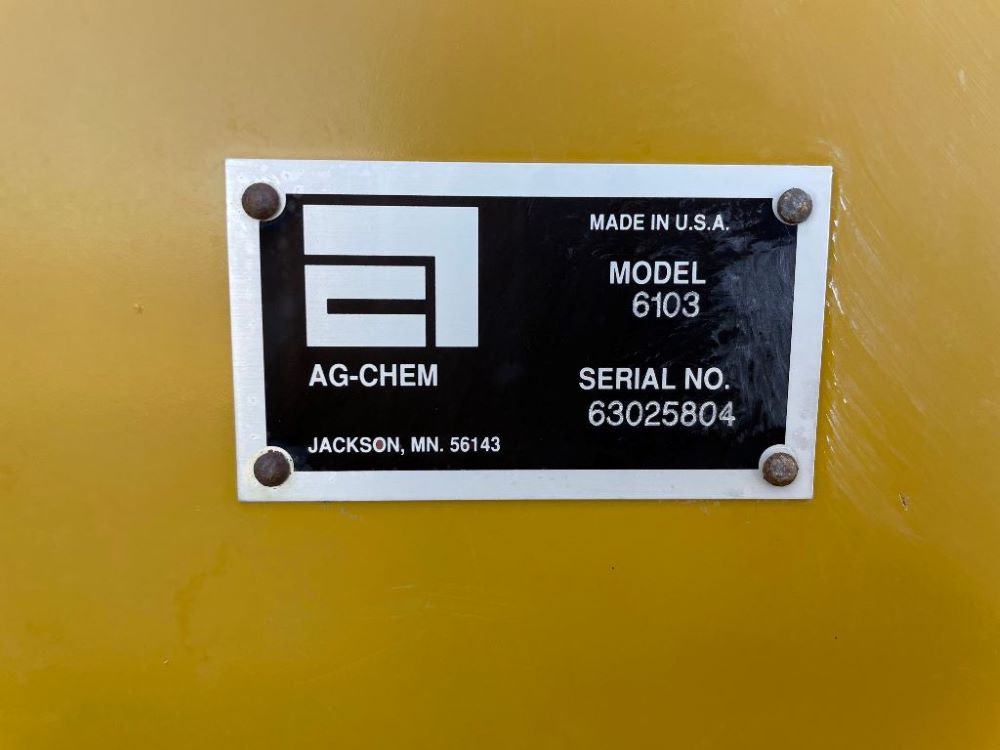 MADE IN U.S.A.
MODEL
6103
AG-CHEM
SERIAL NO.
63025804
JACKSON, MN. 56143